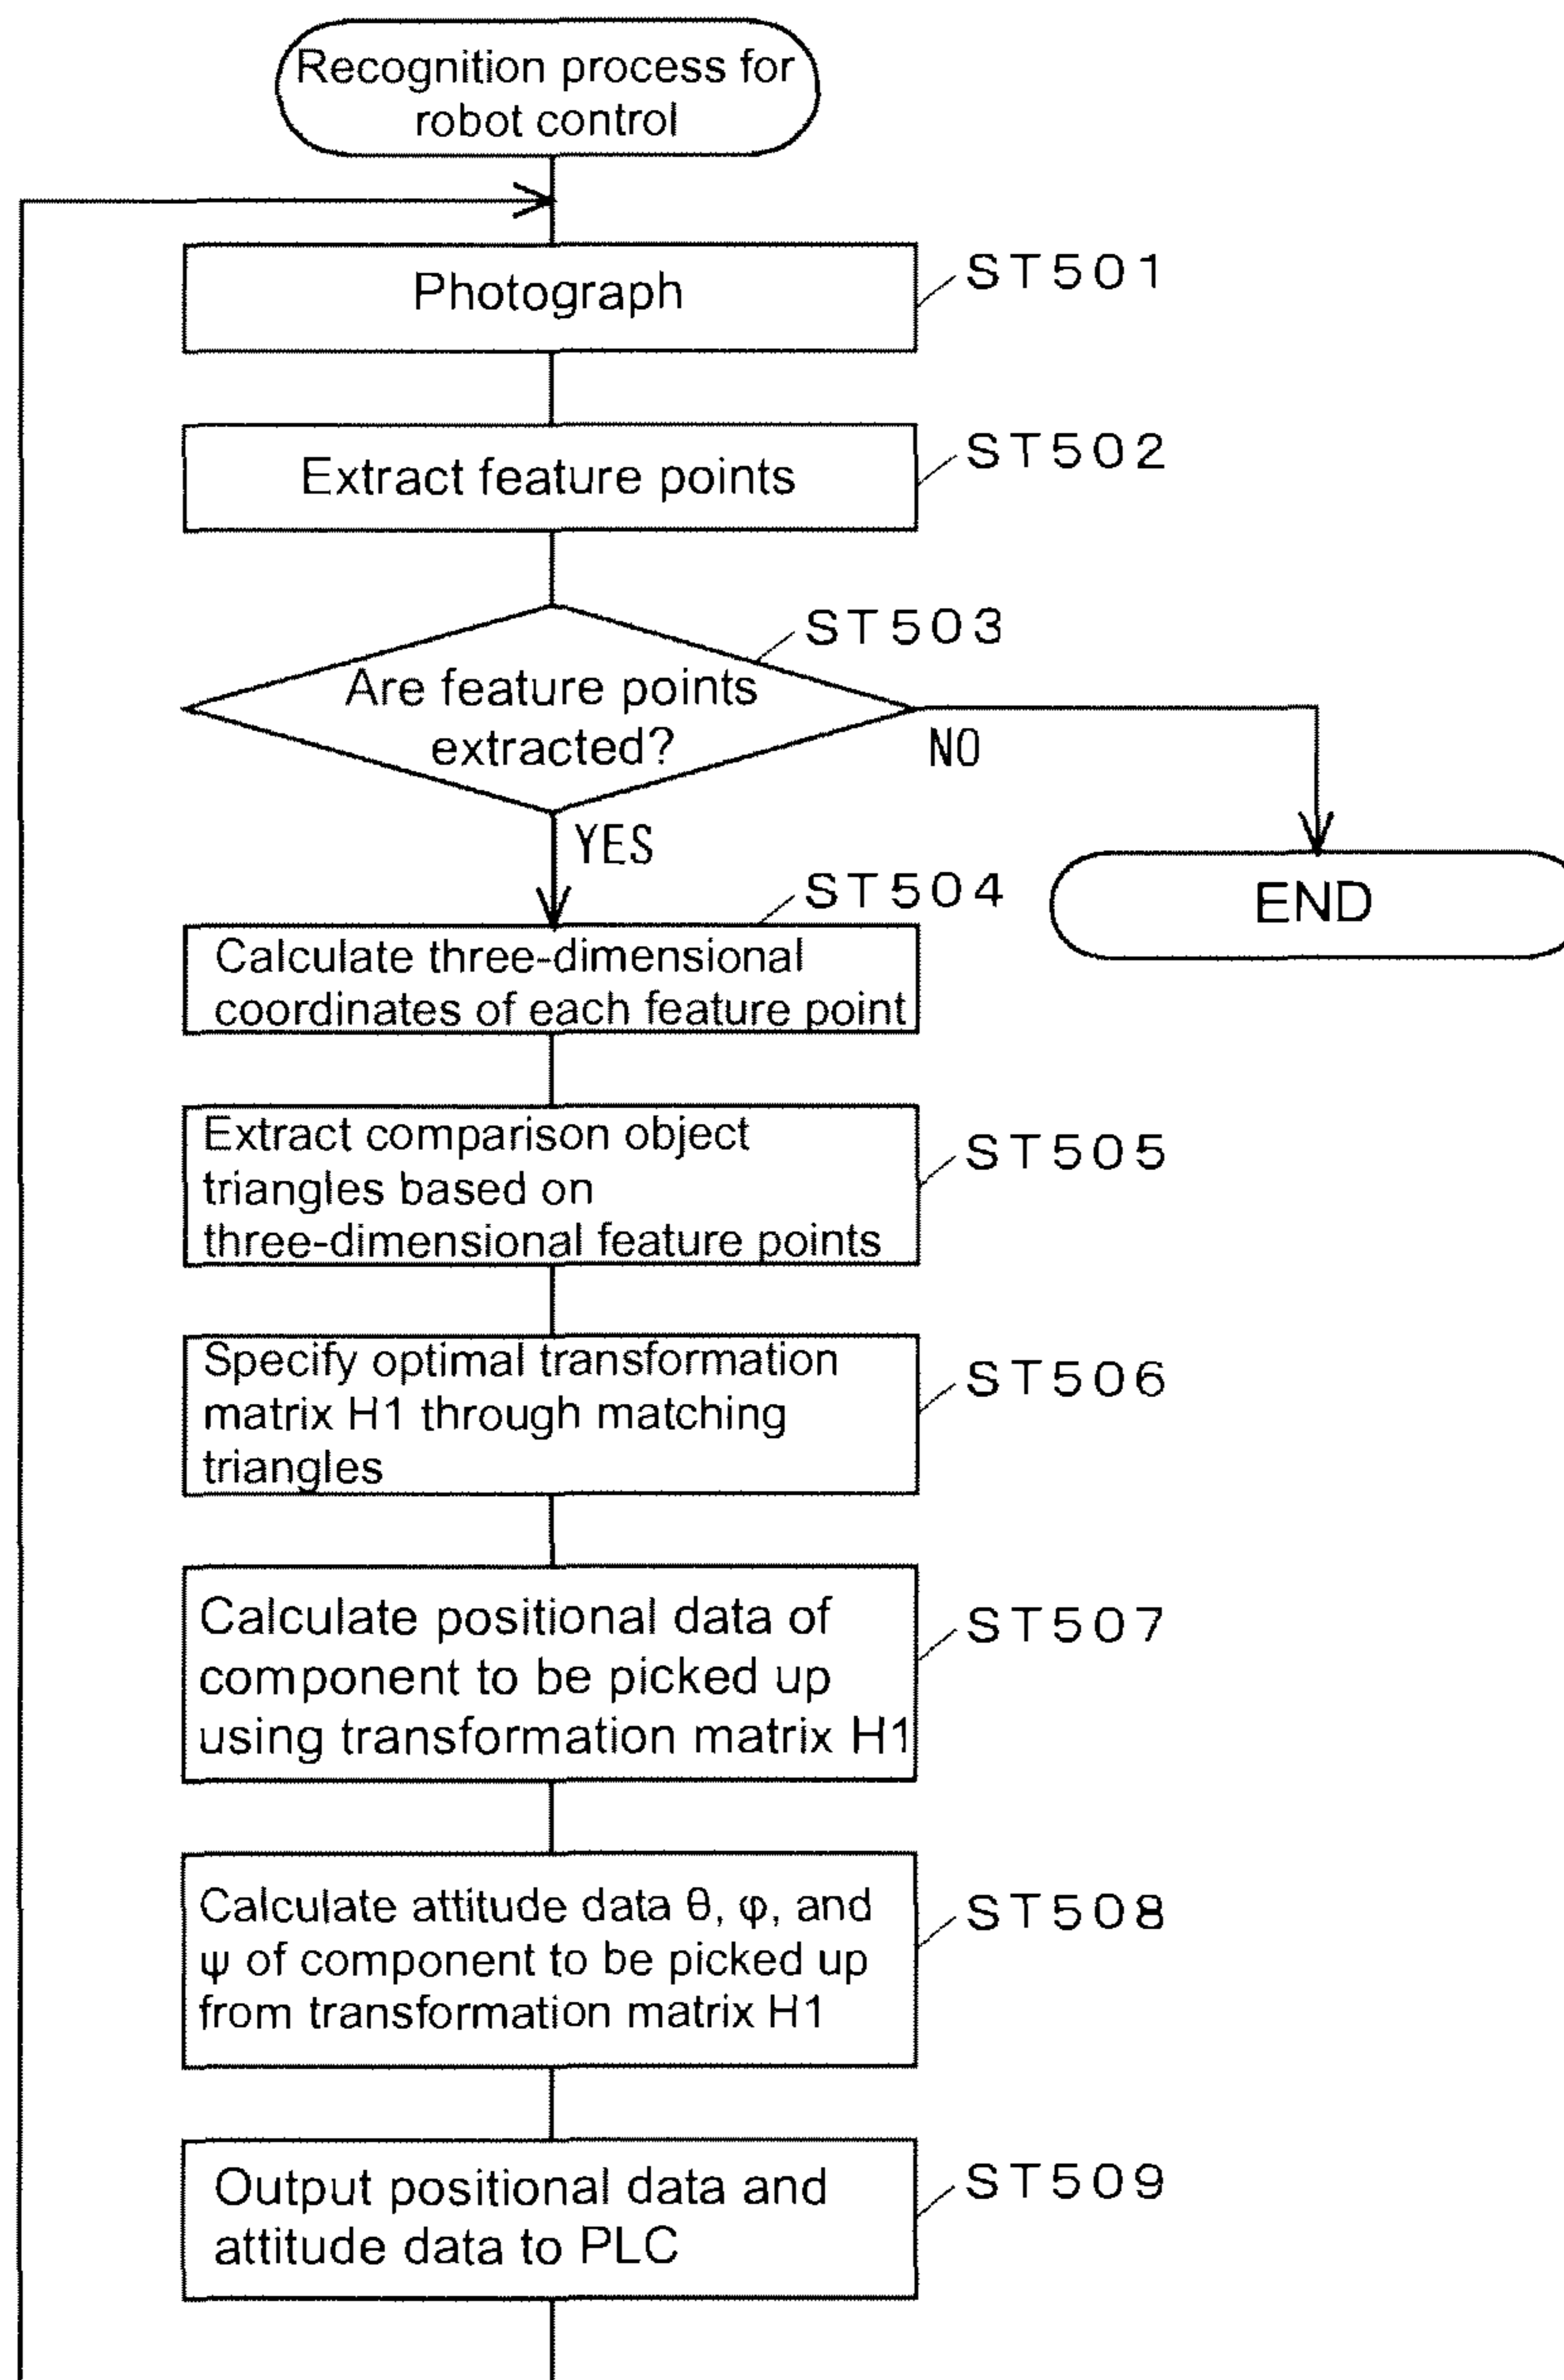 Recognition process for
robot control
Photograph
ST501
Extract feature points
ST502
ST503
Are feature points
extracted?
NO
YES
END
ST504
Calculate three-dimensional
coordinates of each feature point
Extract comparison object
triangles based on
three-dimensional feature points
ST505
Specify optimal transformation
matrix H1 through matching
triangles
ST506
Calculate positional data of
component to be picked up
using transformation matrix H1
ST507
Calculate attitude data θ, φ, and
ψ of component to be picked up
from transformation matrix H1
ST508
Output positional data and
attitude data to PLC
ST509